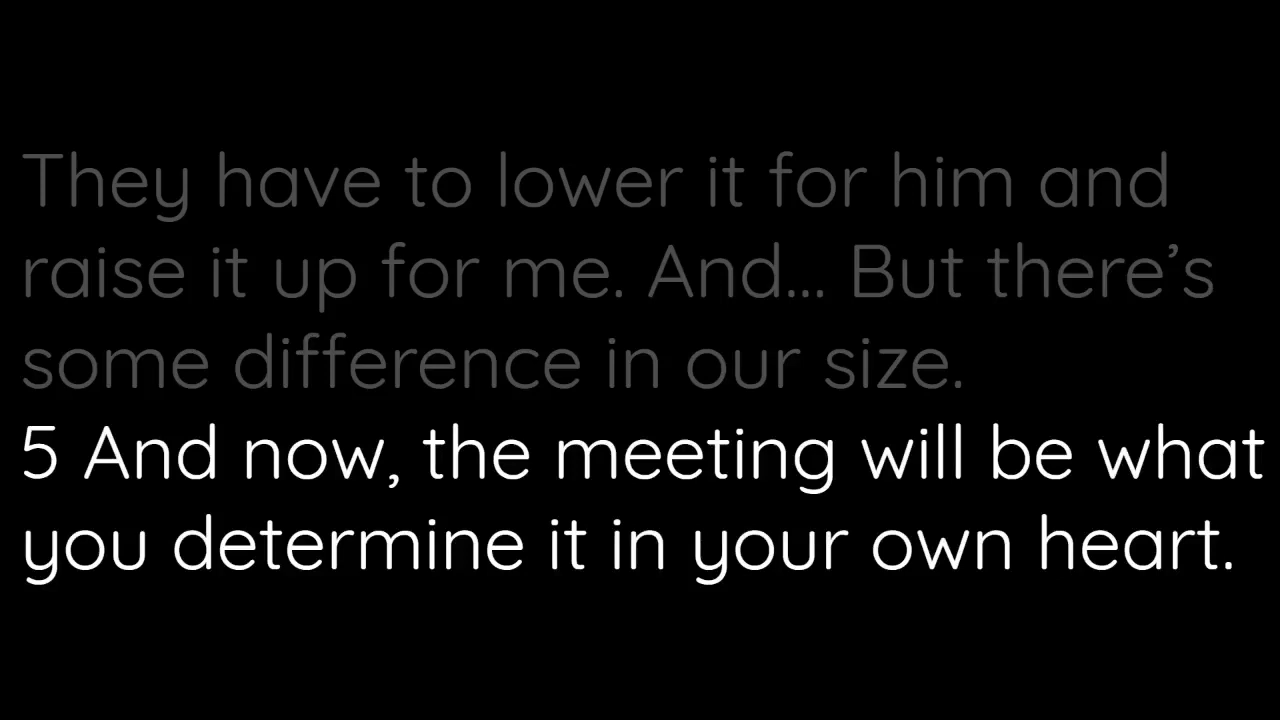 They have to lower it for him and
raise it up for me. And... But there’s
some difference in our size.
5 And now, the meeting will be what
you determine it in your own heart.